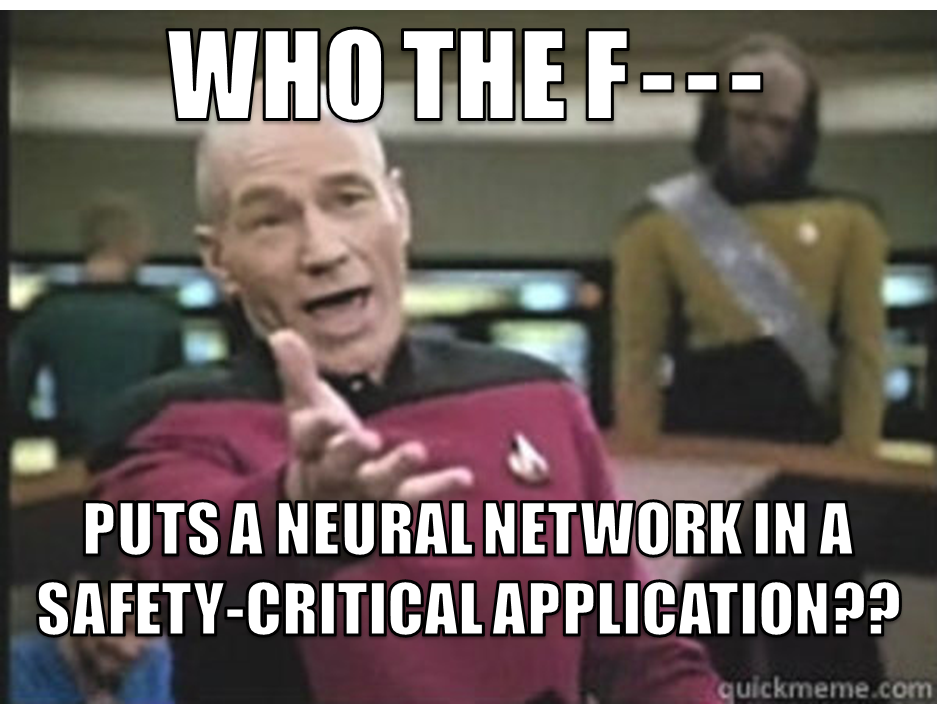 WHO THE F---
PUTS A NEURAL NETWORK IN A
SAFETY-CRITICAL APPLICATION??
quickmeme.com